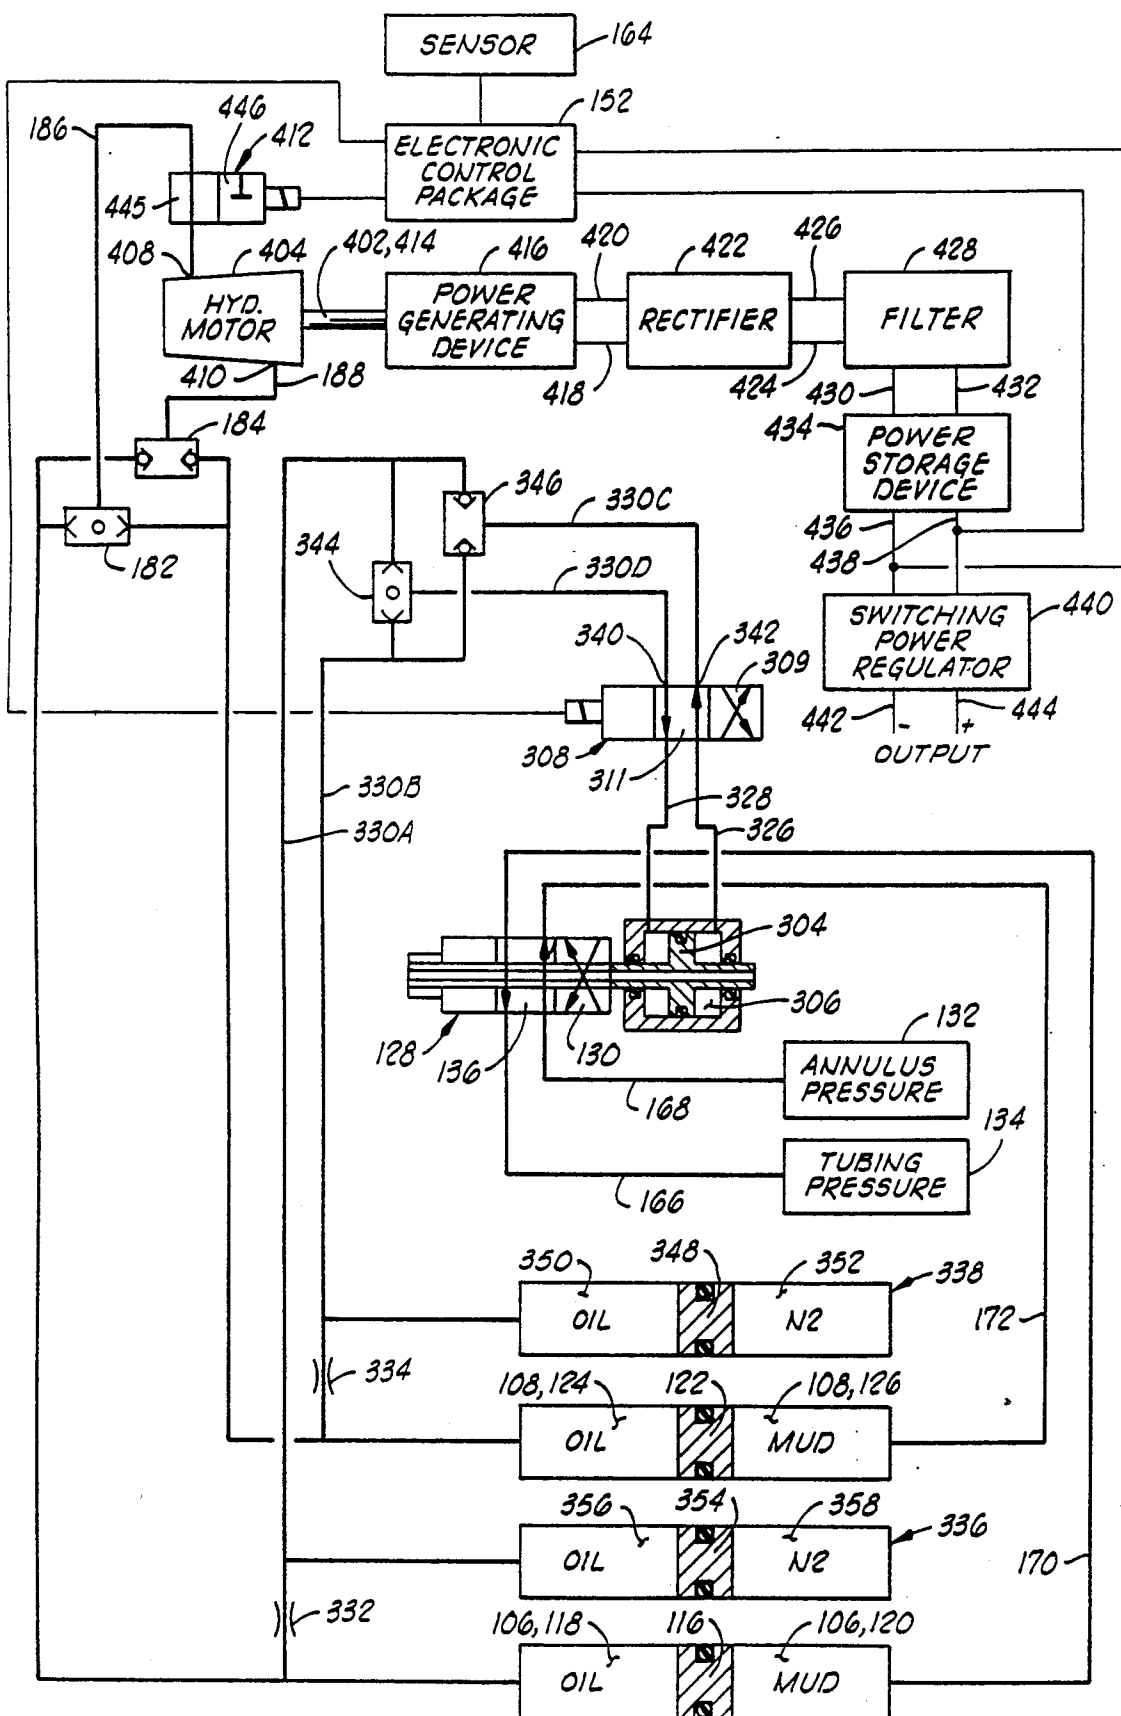 SENSOR
164
152
186
446
412
ELECTRONIC
CONTROL
PACKAGE
445
408
404
402,414
416
420
422
426
428
HYD.
MOTOR
POWER
GENERATING
DEVICE
RECTIFIER
FILTER
410
188
418
424
430
432
184
434
POWER
STORAGE
DEVICE
346
330C
436
438
182
344
330D
340
342
309
SWITCHING
POWER
REGULATOR
440
308
311
442
-
+
444
OUTPUT
330B
328
326
330A
304
306
128
136
130
132
ANNULUS
PRESSURE
168
134
TUBING
PRESSURE
166
350
348
352
338
OIL
N2
172
334
108,124
122
108,126
OIL
MUD
356
354
358
336
OIL
N2
170
332
106,118
116
106,120
OIL
MUD